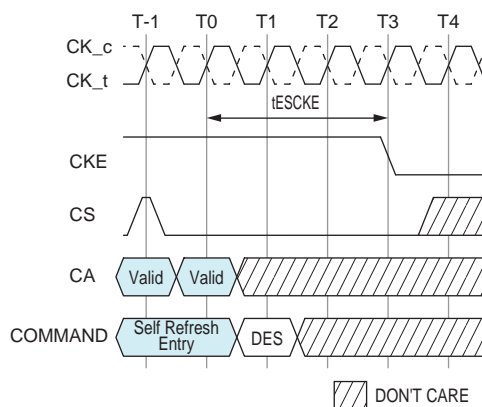 T-1 T0 T1 T2 T3 T4
CK_c
CK_t
tESCKE
CKE
CS
CA Valid Valid
COMMAND Self Refresh Entry DES
DON'T CARE